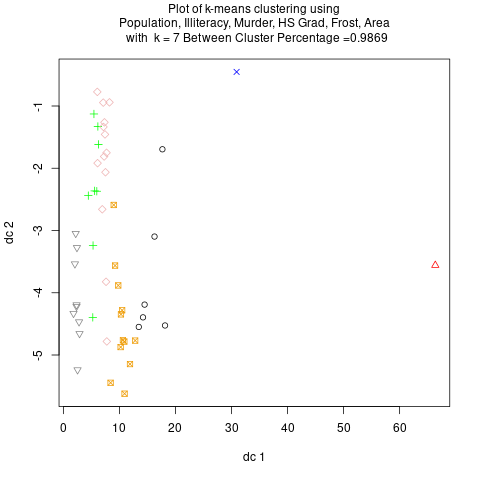 Plot of k-means clustering using
Population, Illiteracy, Murder, HS Grad, Frost, Area
with k = 7 Between Cluster Percentage =0.9869
dc 2
-1
-2
-3
-4
-5
0 10 20 30 40 50 60
dc 1